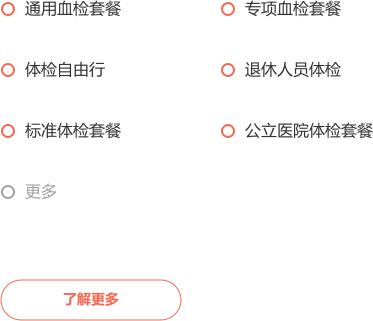 通用血检套餐
专项血检套餐
体检自由行
退休人员体检
标准体检套餐
公立医院体检套餐
更多
了解更多